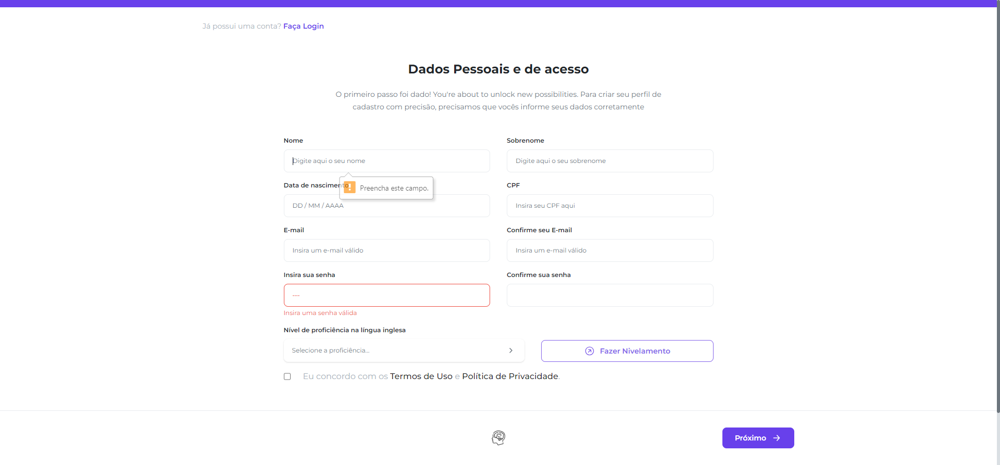 Já possui uma conta? Faça Login
Dados Pessoais e de acesso
O primeiro passo foi dado! You're about to unlock new possibilities. Para criar seu perfil de
cadastro com precisão, precisamos que vocês informe seus dados corretamente
Nome
Sobrenome
Digite aqui o seu nome
Digite aqui o seu sobrenome
Data de nascimento
Preencha este campo.
CPF
DD / MM / AAAA
Insira seu CPF aqui
E-mail
Confirme seu E-mail
Insira um e-mail válido
Insira um e-mail válido
Insira sua senha
Confirme sua senha
....
Insira uma senha válida
Nível de proficiência na língua inglesa
Selecione a proficiência...
Fazer Nivelamento
Eu concordo com os Termos de Uso e Política de Privacidade.
Próximo